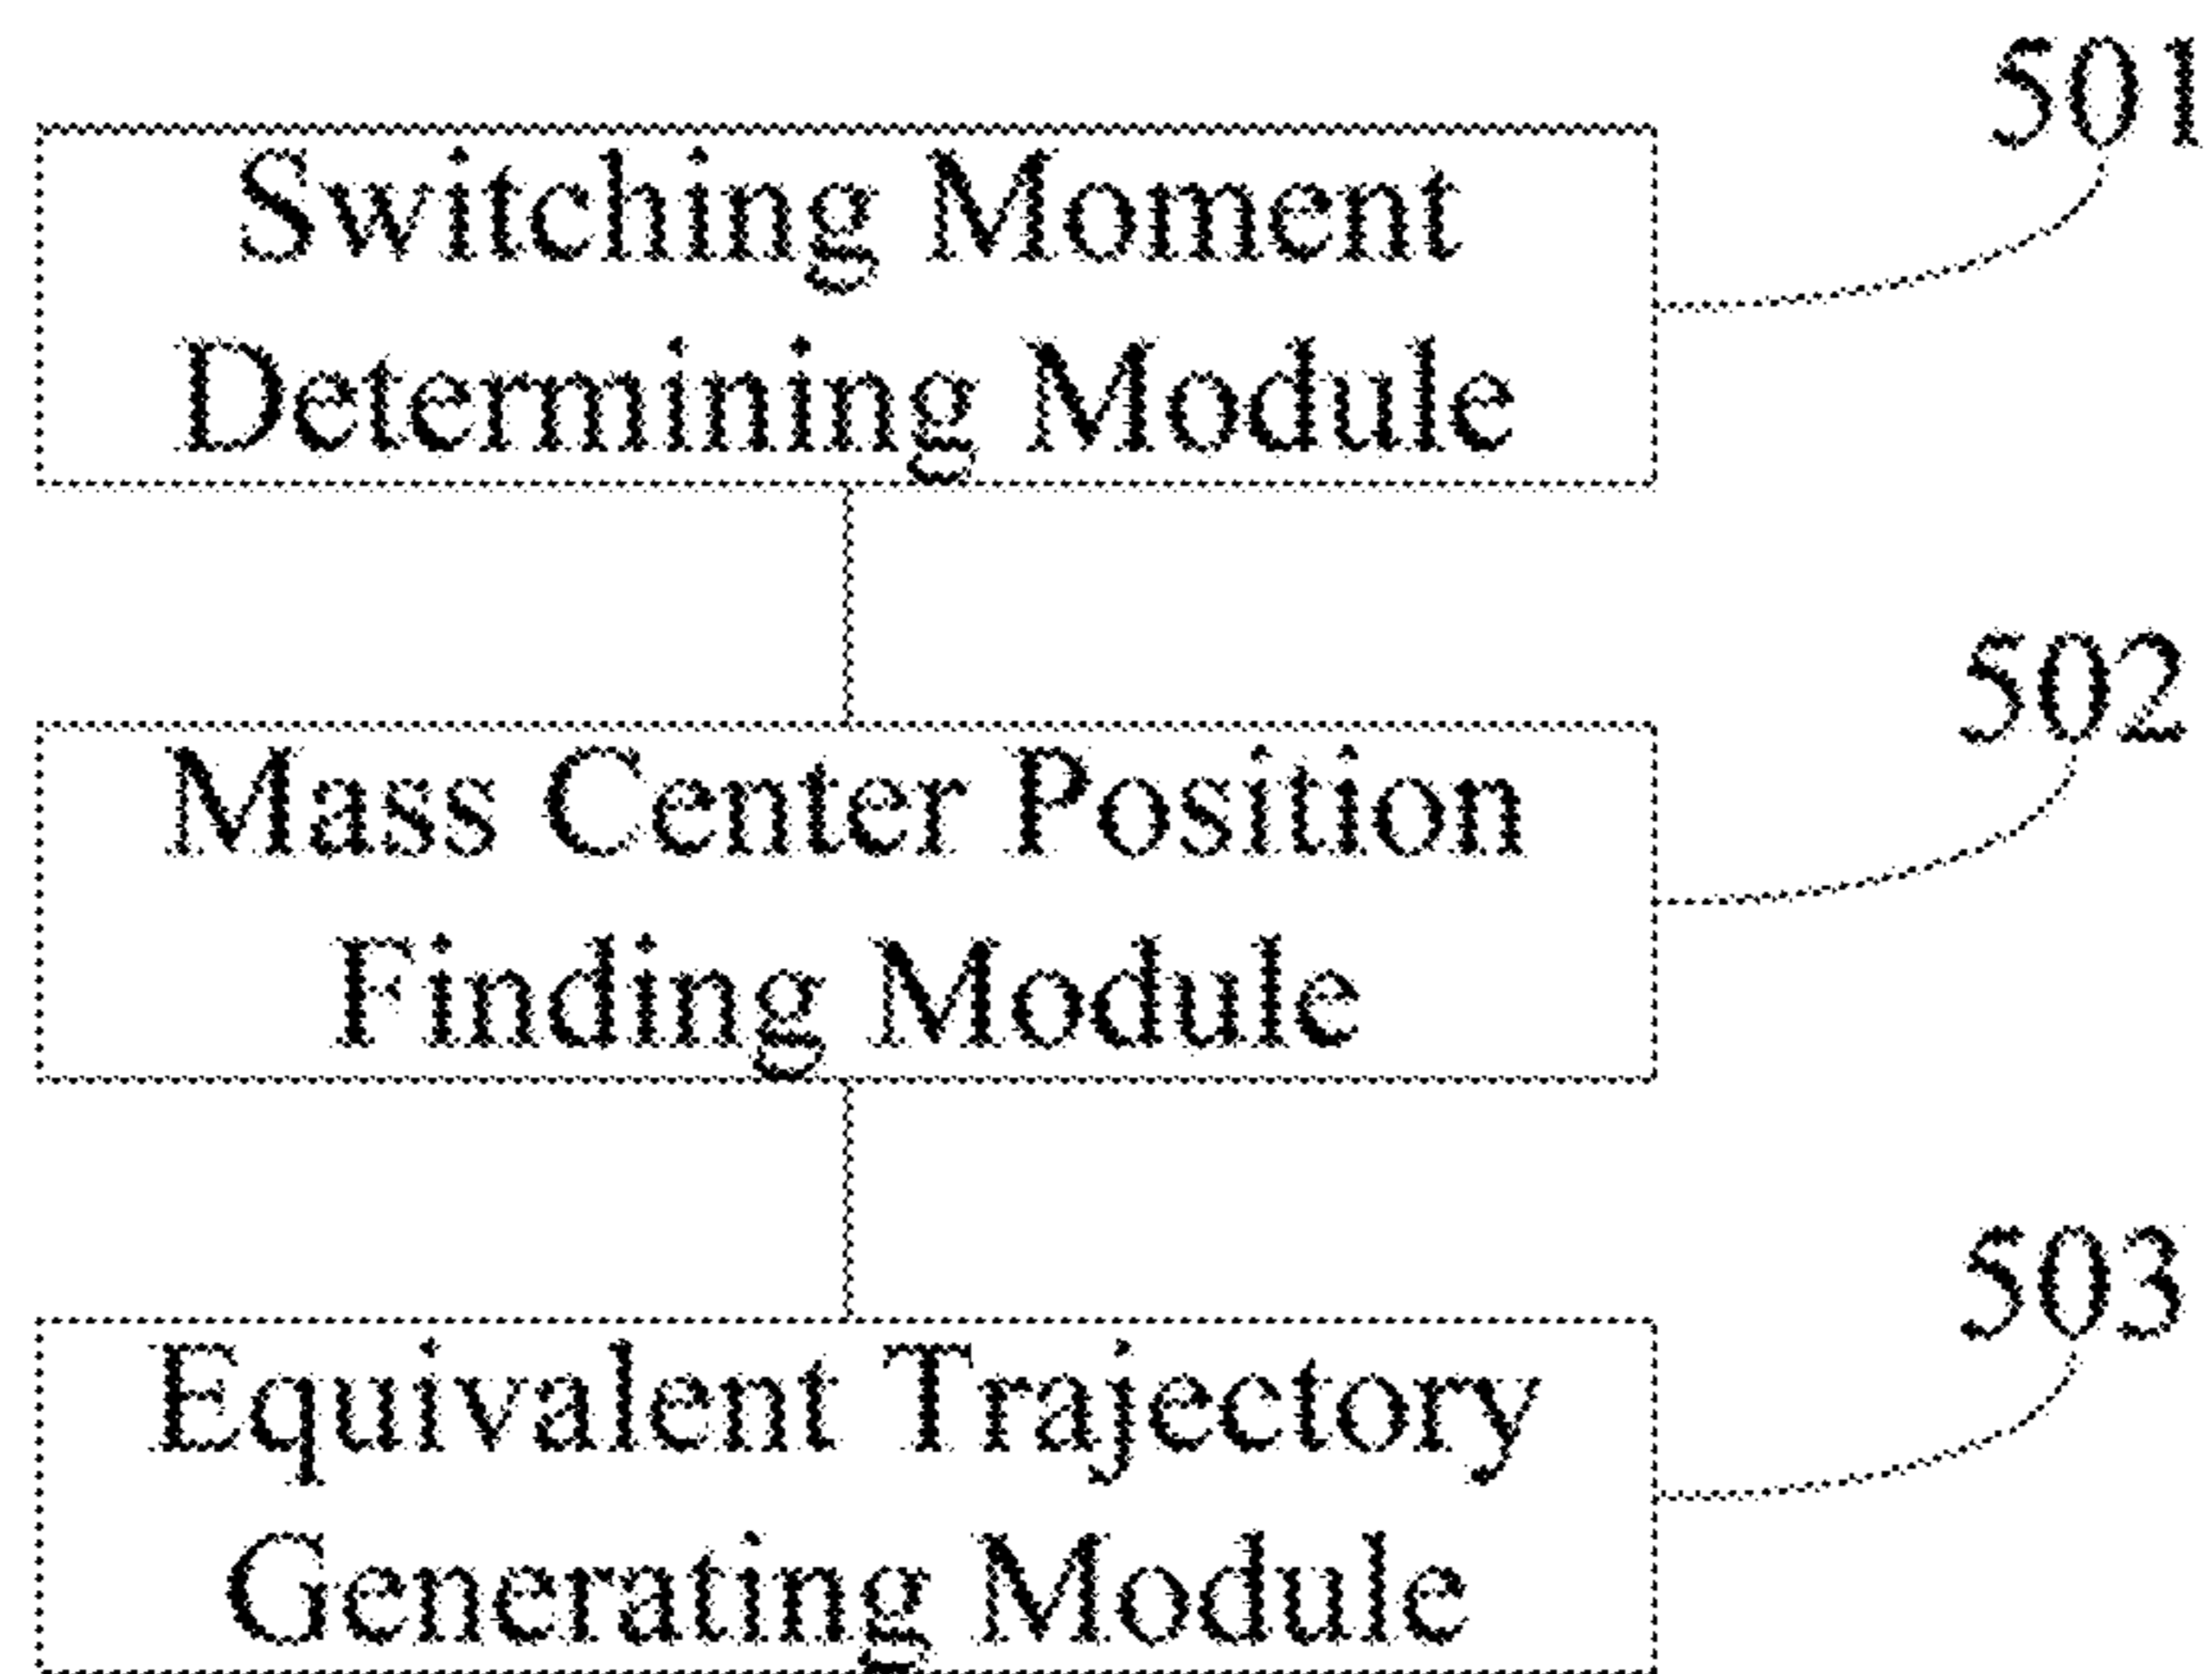 501
Switching Moment
Determining Module
502
Mass Center Position
Finding Module
503
Equivalent Trajectory
Generating Module